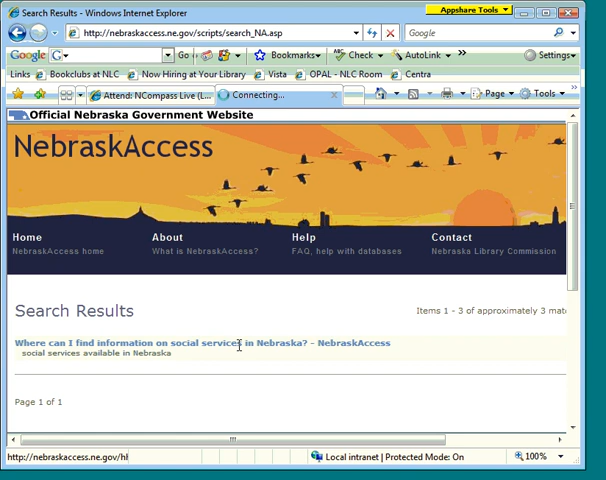 Search Results - Windows Internet Explorer
Appshare Tools
http://nebraskaccess.ne.gov/scripts/search_NA.asp
Google
Google
G
Go
Bookmarks
Check
AutoLink
»
Settings
Links
Bookclubs at NLC
Now Hiring at Your Library
Vista
OPAL - NLC Room
Centra
Attend: NCompass Live (L...
Connecting...
Page
Tools
»
Official Nebraska Government Website
NebraskAccess
Home
About
Help
Contact
NebraskAccess home
What is NebraskAccess?
FAQ, help with databases
Nebraska Library Commission
Search Results
Items 1 - 3 of approximately 3
Where can I find information on social services in Nebraska? - NebraskAccess
social services available in Nebraska
Page 1 of 1
http://nebraskaccess.ne.gov/
Local intranet | Protected Mode: On
100%